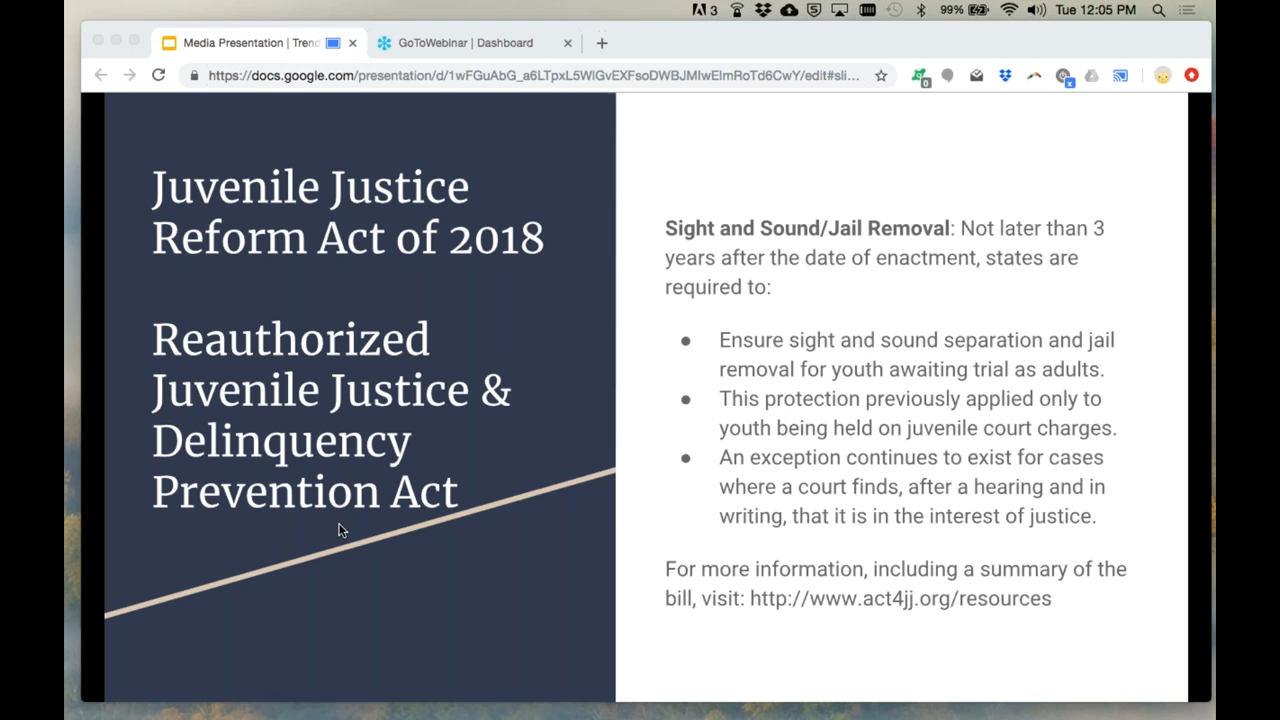 3
99%
Tue 12:05 PM
Media Presentation | Trend
GoToWebinar | Dashboard
https://docs.google.com/presentation/d/1wFGuAbG_a6LTpxL5WlGvEXFsoDWBJMIwElmRoTd6CwY/edit#sli...
0
x
Juvenile Justice
Reform Act of 2018
Reauthorized
Juvenile Justice &
Delinquency
Prevention Act
Sight and Sound/Jail Removal: Not later than 3
years after the date of enactment, states are
required to:
● Ensure sight and sound separation and jail
removal for youth awaiting trial as adults.
● This protection previously applied only to
youth being held on juvenile court charges.
● An exception continues to exist for cases
where a court finds, after a hearing and in
writing, that it is in the interest of justice.
For more information, including a summary of the
bill, visit: http://www.act4jj.org/resources